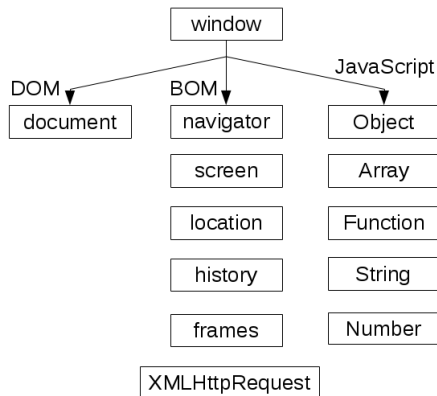 window
DOM
BOM
JavaScript
document
navigator
Object
screen
Array
location
Function
history
String
frames
Number
XMLHttpRequest